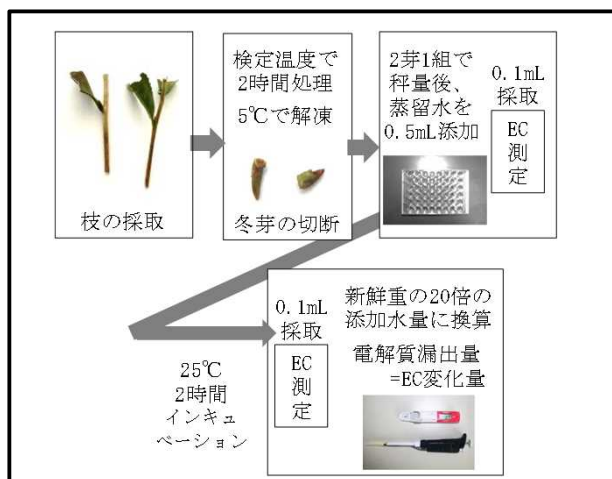 枝の採取
検定温度で
2時間処理
5℃で解凍
冬芽の切断
2芽1組で
秤量後、
蒸留水を
0.5mL添加
0.1mL
採取
EC
測
定
25℃
2時間
インキュ
ベーション
0.1mL
採取
EC
測
定
新鮮重の20倍の
添加水量に換算
電解質漏出量
=EC変化量